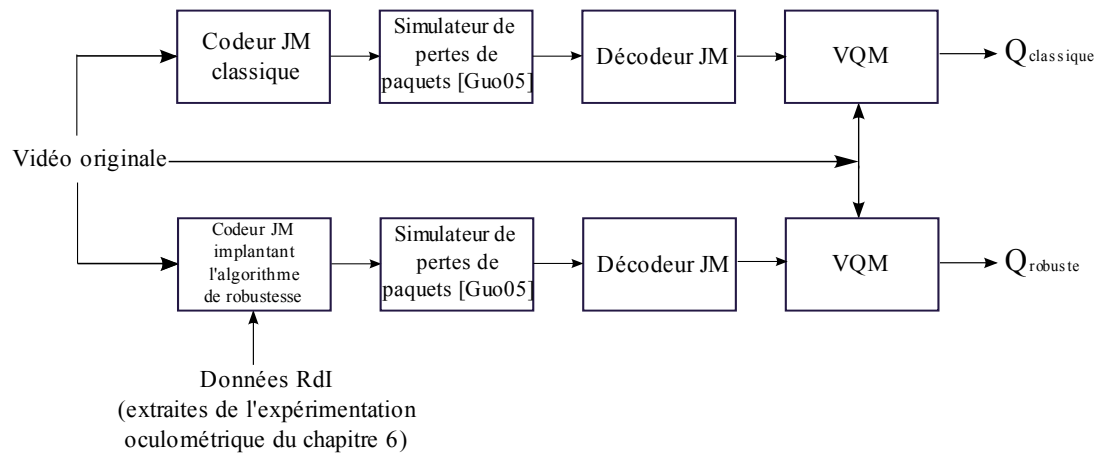 Codeur JM
classique
Simulateur de
pertes de
paquets [Guo05]
Décodeur JM
VQM
Qclassique
Vidéo originale
Codeur JM
implantant
l'algorithme
de robustesse
Simulateur de
pertes de
paquets [Guo05]
Décodeur JM
VQM
Qrobuste
Données RdI
(extraites de l'expérimentation
oculométrique du chapitre 6)